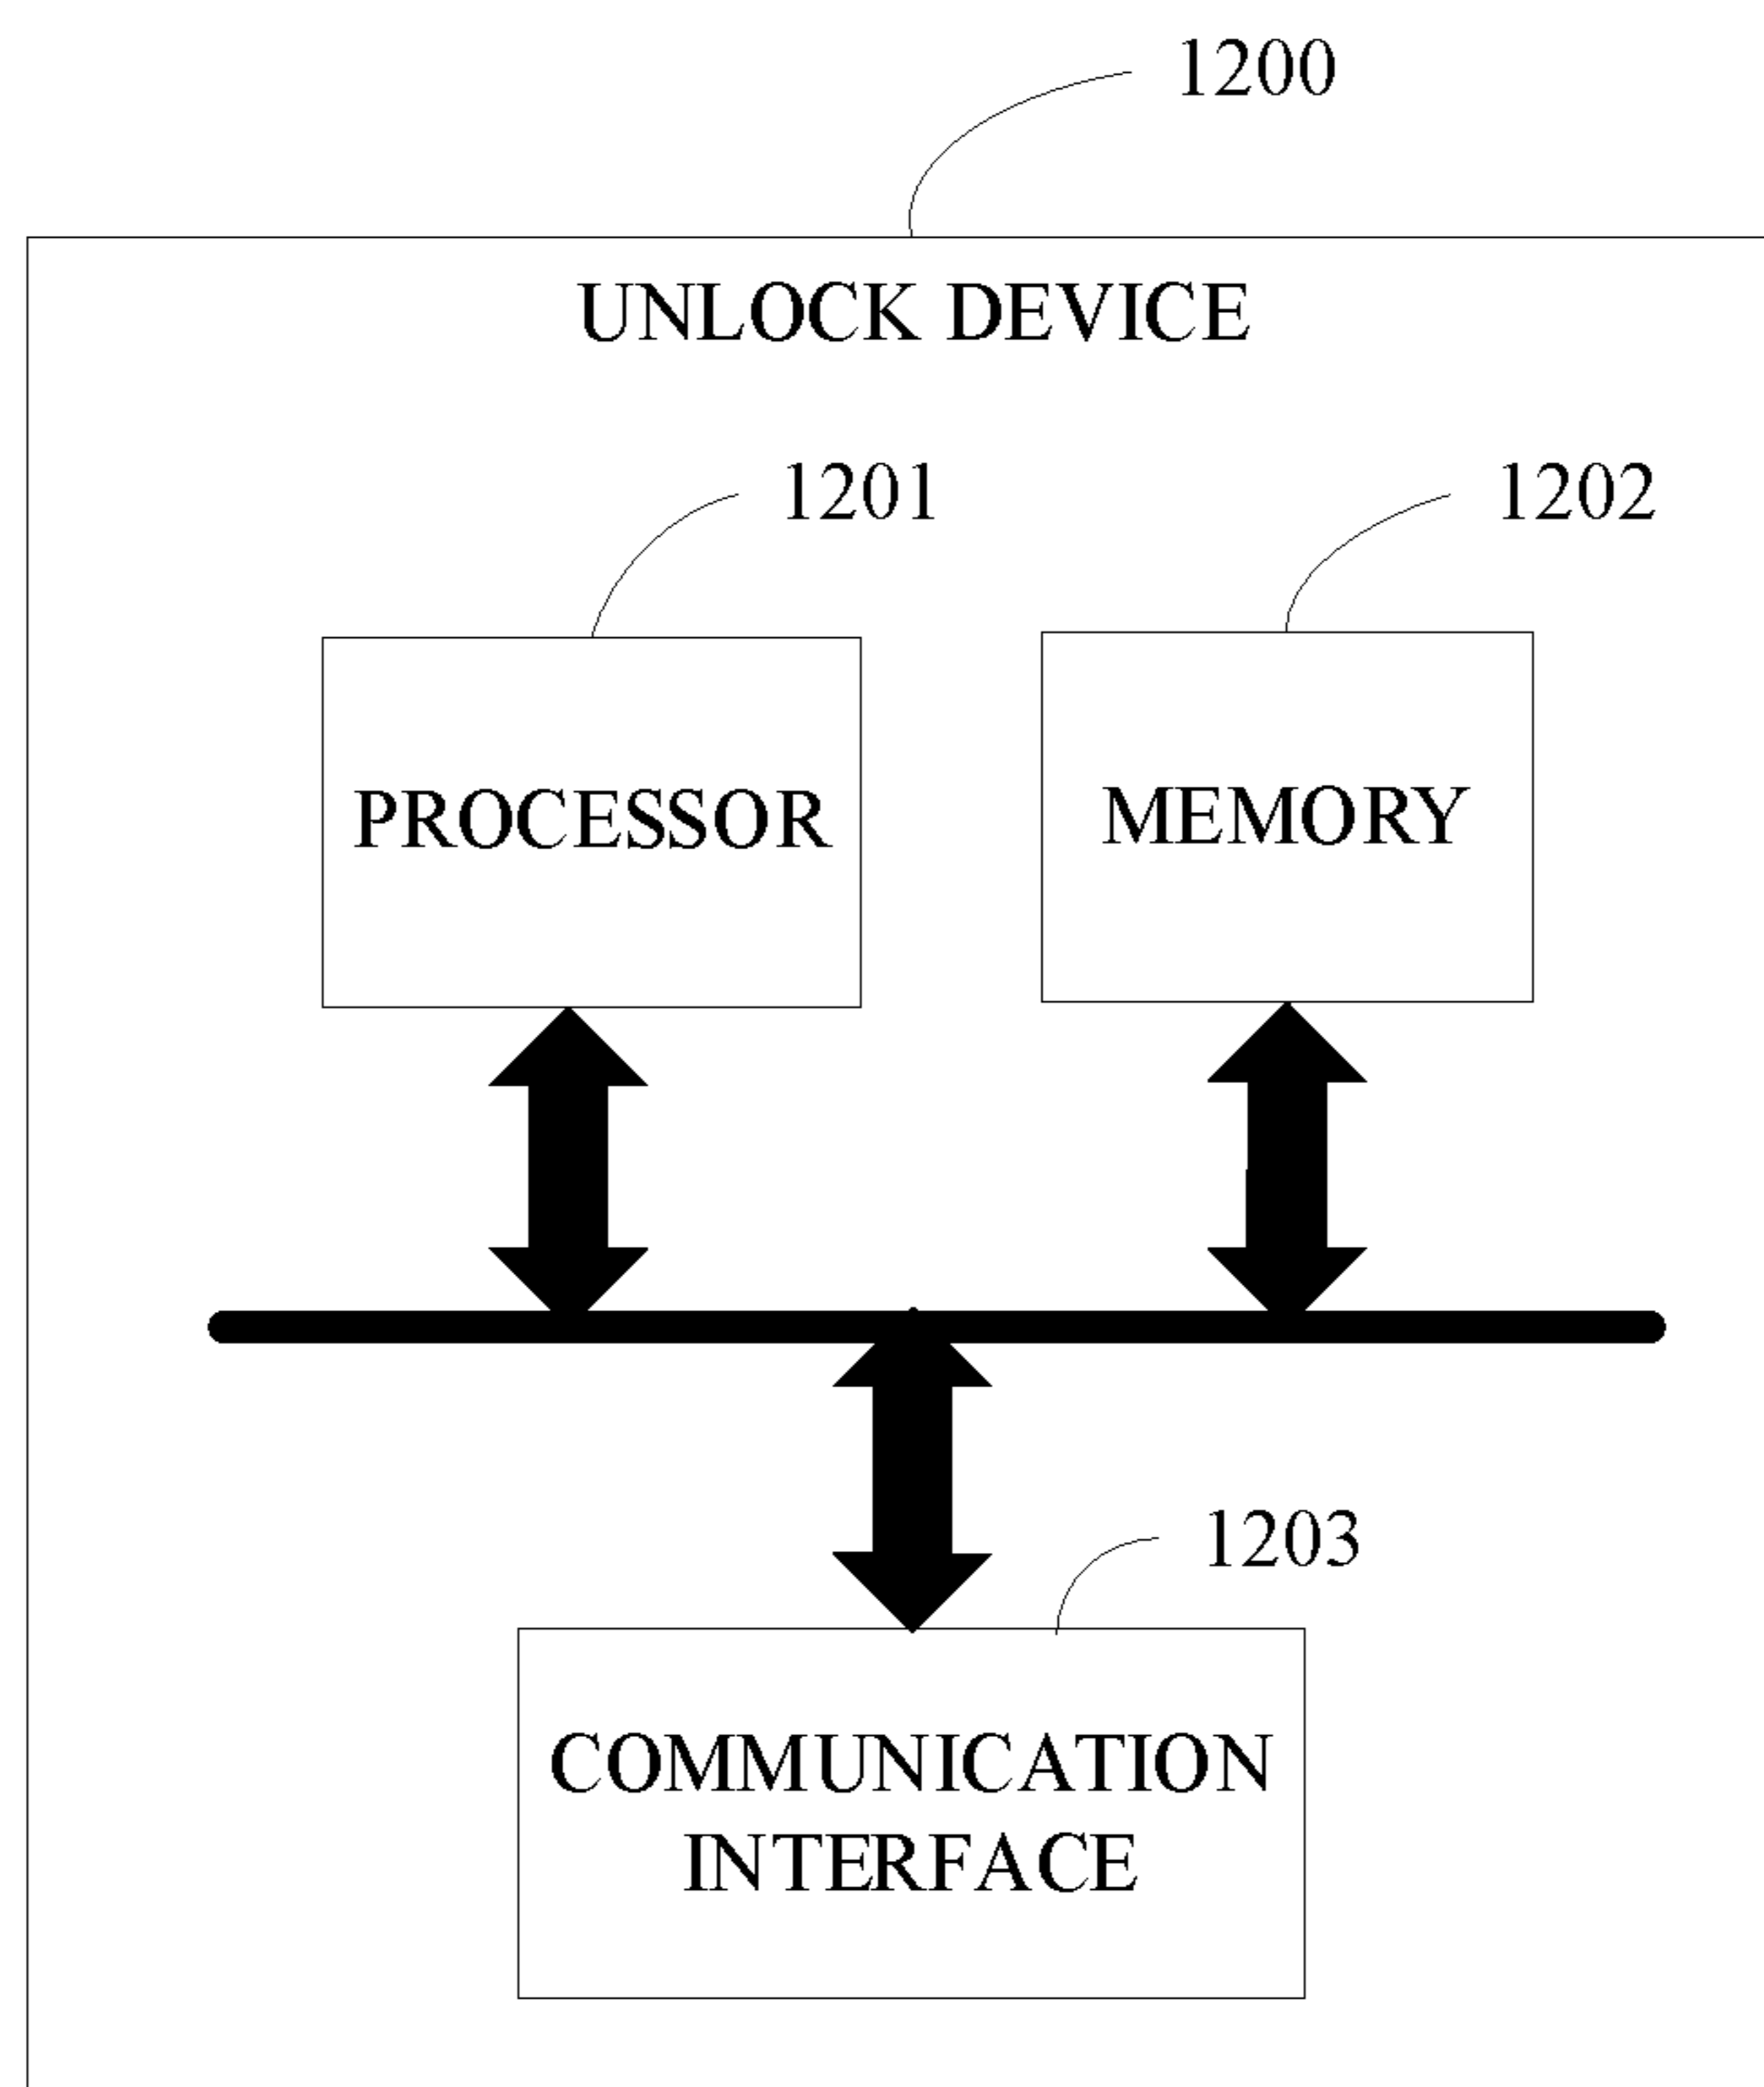 1200
UNLOCK DEVICE
1201
1202
PROCESSOR
MEMORY
1203
COMMUNICATION
INTERFACE